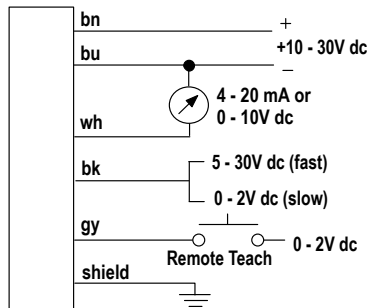 bn
+
+10 - 30V dc
bu
–
4 - 20 mA or
0 - 10V dc
wh
5 - 30V dc (fast)
bk
0 - 2V dc (slow)
gy
0 - 2V dc
Remote Teach
shield